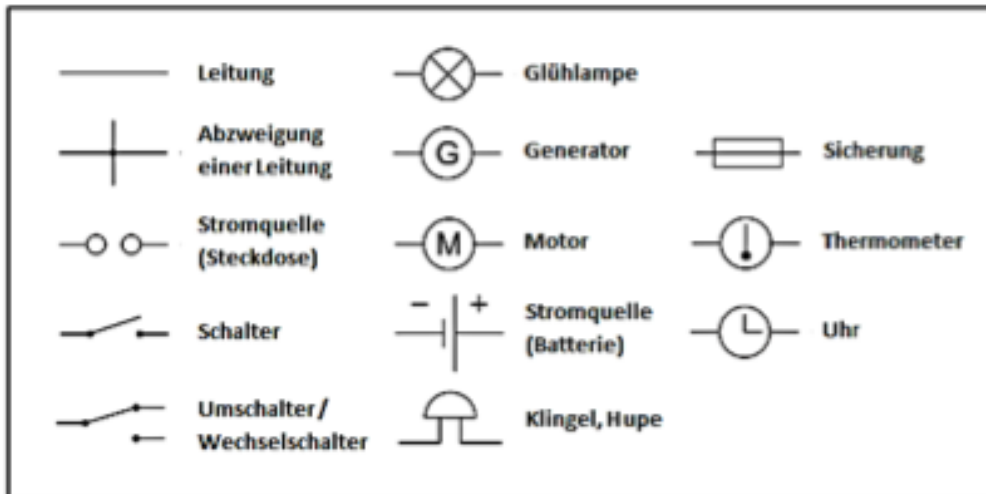 Leitung
Abzweigung
einer Leitung
Stromquelle
(Steckdose)
Schalter
Umschalter /
Wechselschalter
Glühlampe
G
Generator
M
Motor
- +
Stromquelle
(Batterie)
Klingel, Hupe
Sicherung
Thermometer
Uhr